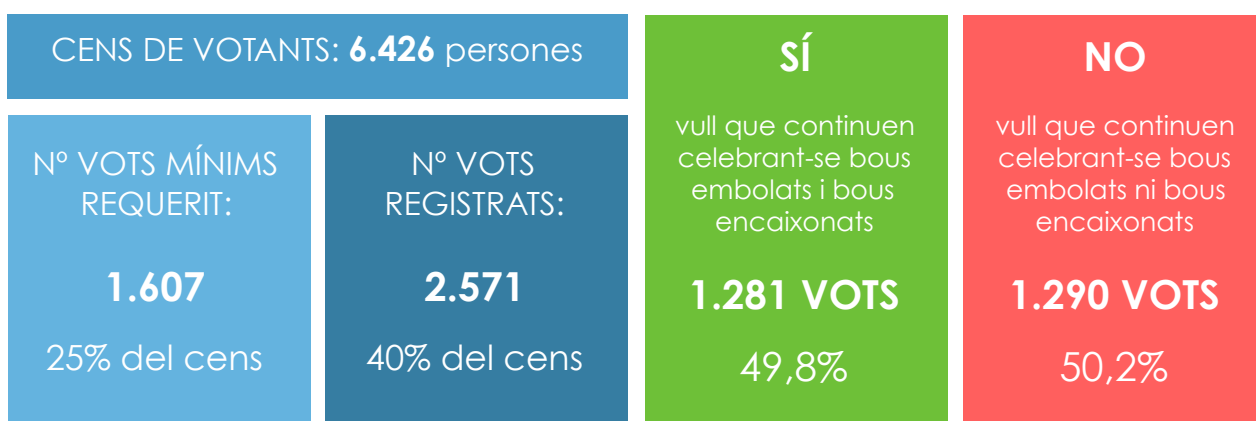 CENS DE VOTANTS: 6.426 persones
Nº VOTS MÍNIMS
REQUERIT:
1.607
25% del cens
Nº VOTS
REGISTRATS:
2.571
40% del cens
SÍ
vull que continuen
celebrant-se bous
embolats i bous
encaixonats
1.281 VOTS
49,8%
NO
vull que continuen
celebrant-se bous
embolats ni bous
encaixonats
1.290 VOTS
50,2%